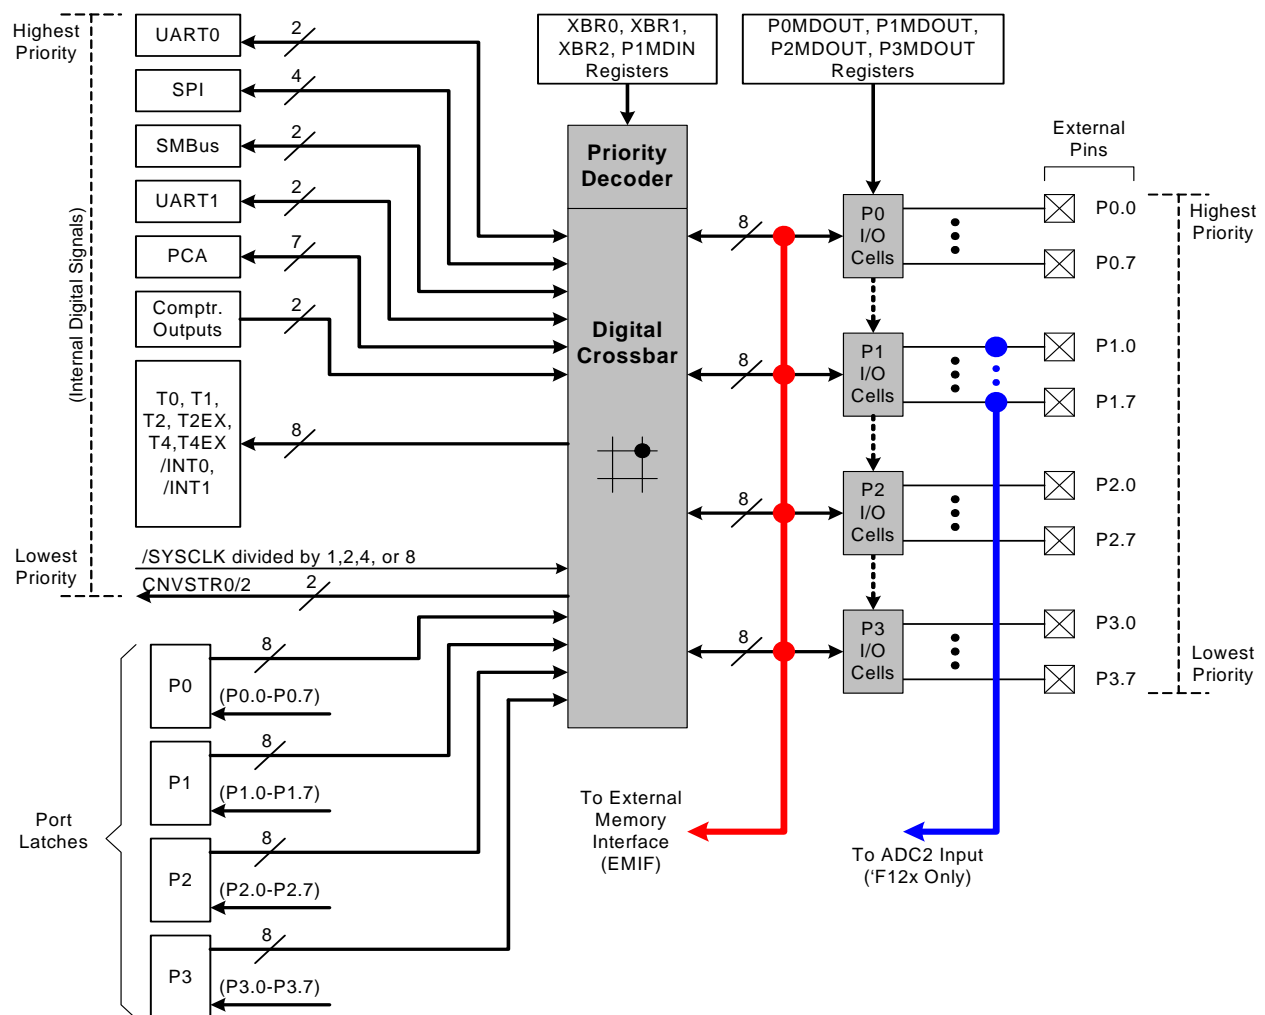 Highest
Priority
UART0
2
SPI
4
SMBus
2
UART1
2
PCA
7
Comptr.
Outputs
2
T0, T1,
T2, T2EX,
T4,T4EX
/INT0,
/INT1
8
(Internal Digital Signals)
Lowest
Priority
/SYSCLK divided by 1,2,4, or 8
CNVSTR0/2
2
XBR0, XBR1,
XBR2, P1MDIN
Registers
P0MDOUT, P1MDOUT,
P2MDOUT, P3MDOUT
Registers
Priority
Decoder
Digital
Crossbar
8
8
8
8
P0
I/O
Cells
P1
I/O
Cells
P2
I/O
Cells
P3
I/O
Cells
External
Pins
P0.0
P0.7
P1.0
P1.7
P2.0
P2.7
P3.0
P3.7
Highest
Priority
Lowest
Priority
Port
Latches
P0
8
(P0.0-P0.7)
P1
8
(P1.0-P1.7)
P2
8
(P2.0-P2.7)
P3
8
(P3.0-P3.7)
To External
Memory
Interface
(EMIF)
To ADC2 Input
(‘F12x Only)